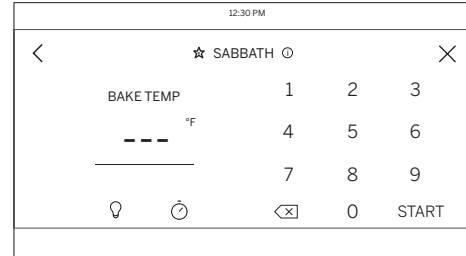 12:30 PM
SABBATH
BAKE TEMP
--- °F
1 2 3
4 5 6
7 8 9
0 START